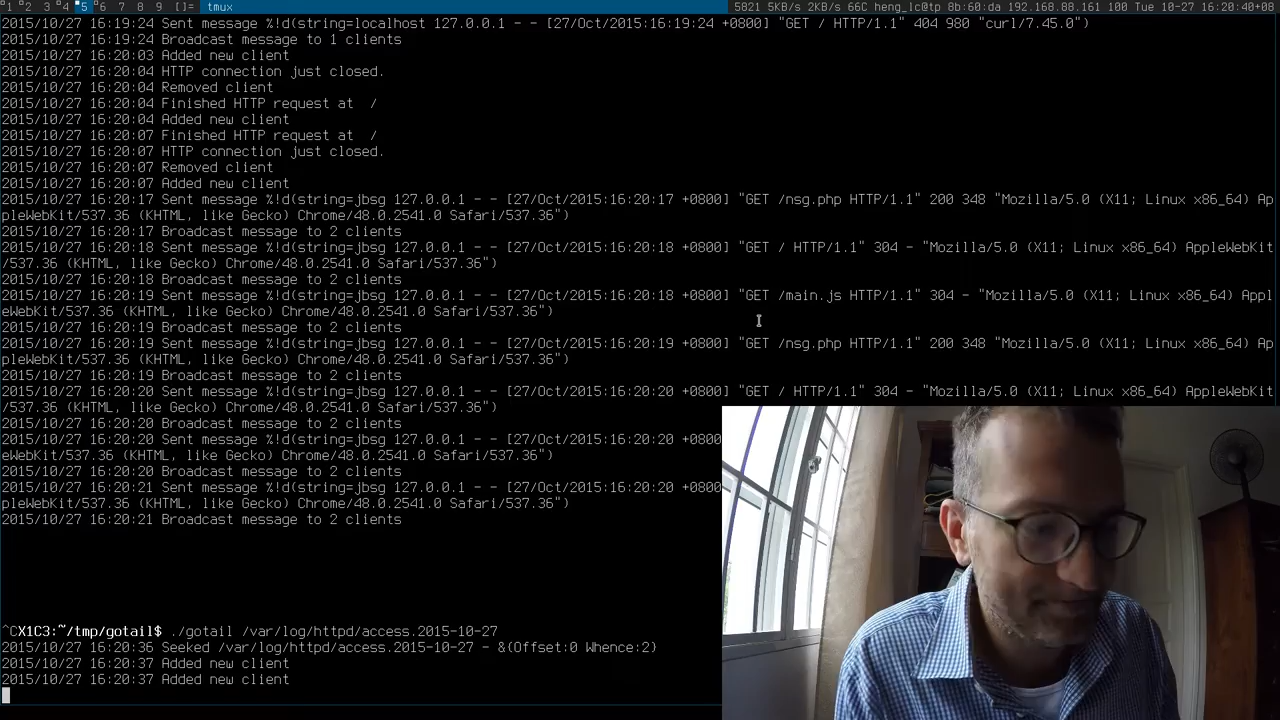 1 2 3 4 5 6 7 8 9 []= tmux 5821 5KB/s 2KB/s 66C heng_lc@tp 8b:60:da 192.168.88.161 100 Tue 10-27 16:20:40+08
2015/10/27 16:19:24 Sent message %!d(string=localhost 127.0.0.1 - - [27/Oct/2015:16:19:24 +0800] "GET / HTTP/1.1" 404 980 "curl/7.45.0")
2015/10/27 16:19:24 Broadcast message to 1 clients
2015/10/27 16:20:03 Added new client
2015/10/27 16:20:04 HTTP connection just closed.
2015/10/27 16:20:04 Removed client
2015/10/27 16:20:04 Finished HTTP request at  /
2015/10/27 16:20:04 Added new client
2015/10/27 16:20:07 Finished HTTP request at  /
2015/10/27 16:20:07 HTTP connection just closed.
2015/10/27 16:20:07 Removed client
2015/10/27 16:20:07 Added new client
2015/10/27 16:20:17 Sent message %!d(string=jbsg 127.0.0.1 - - [27/Oct/2015:16:20:17 +0800] "GET /nsg.php HTTP/1.1" 200 348 "Mozilla/5.0 (X11; Linux x86_64) Ap
pleWebKit/537.36 (KHTML, like Gecko) Chrome/48.0.2541.0 Safari/537.36")
2015/10/27 16:20:17 Broadcast message to 2 clients
2015/10/27 16:20:18 Sent message %!d(string=jbsg 127.0.0.1 - - [27/Oct/2015:16:20:18 +0800] "GET / HTTP/1.1" 304 - "Mozilla/5.0 (X11; Linux x86_64) AppleWebKit
/537.36 (KHTML, like Gecko) Chrome/48.0.2541.0 Safari/537.36")
2015/10/27 16:20:18 Broadcast message to 2 clients
2015/10/27 16:20:19 Sent message %!d(string=jbsg 127.0.0.1 - - [27/Oct/2015:16:20:18 +0800] "GET /main.js HTTP/1.1" 304 - "Mozilla/5.0 (X11; Linux x86_64) Appl
eWebKit/537.36 (KHTML, like Gecko) Chrome/48.0.2541.0 Safari/537.36")
2015/10/27 16:20:19 Broadcast message to 2 clients
2015/10/27 16:20:19 Sent message %!d(string=jbsg 127.0.0.1 - - [27/Oct/2015:16:20:19 +0800] "GET /nsg.php HTTP/1.1" 200 348 "Mozilla/5.0 (X11; Linux x86_64) Ap
pleWebKit/537.36 (KHTML, like Gecko) Chrome/48.0.2541.0 Safari/537.36")
2015/10/27 16:20:19 Broadcast message to 2 clients
2015/10/27 16:20:20 Sent message %!d(string=jbsg 127.0.0.1 - - [27/Oct/2015:16:20:20 +0800] "GET / HTTP/1.1" 304 - "Mozilla/5.0 (X11; Linux x86_64) AppleWebKit
/537.36 (KHTML, like Gecko) Chrome/48.0.2541.0 Safari/537.36")
2015/10/27 16:20:20 Broadcast message to 2 clients
2015/10/27 16:20:20 Sent message %!d(string=jbsg 127.0.0.1 - - [27/Oct/2015:16:20:20 +0800
eWebKit/537.36 (KHTML, like Gecko) Chrome/48.0.2541.0 Safari/537.36")
2015/10/27 16:20:20 Broadcast message to 2 clients
2015/10/27 16:20:21 Sent message %!d(string=jbsg 127.0.0.1 - - [27/Oct/2015:16:20:20 +0800
pleWebKit/537.36 (KHTML, like Gecko) Chrome/48.0.2541.0 Safari/537.36")
2015/10/27 16:20:21 Broadcast message to 2 clients
^CX1C3:~/tmp/gotail$ ./gotail /var/log/httpd/access.2015-10-27
2015/10/27 16:20:36 Seeked /var/log/httpd/access.2015-10-27 - &{Offset:0 Whence:2}
2015/10/27 16:20:37 Added new client
2015/10/27 16:20:37 Added new client